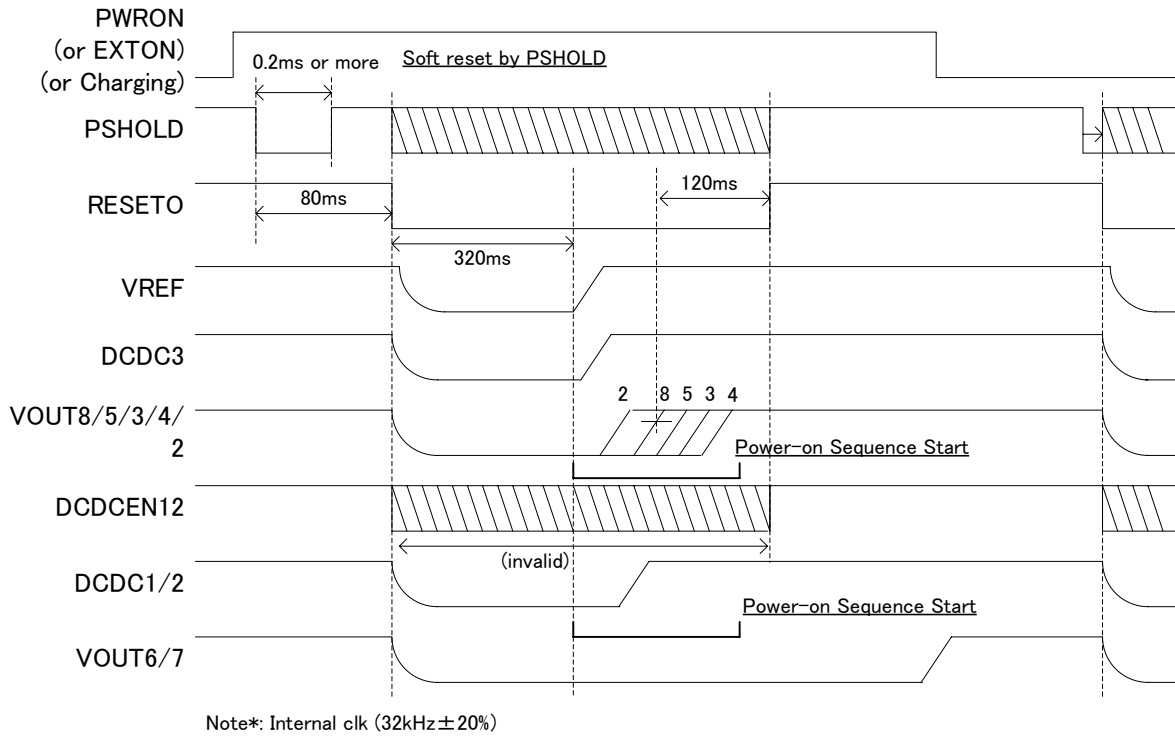 PWRON
(or EXTON)
(or Charging)
0.2ms or more
Soft reset by PSHOLD
PSHOLD
RESETO
80ms
120ms
320ms
VREF
DCDC3
VOUT8/5/3/4/
2
2 8 5 3 4
Power-on Sequence Start
DCDCEN12
(invalid)
DCDC1/2
Power-on Sequence Start
VOUT6/7
Note*: Internal clk (32kHz±20%)